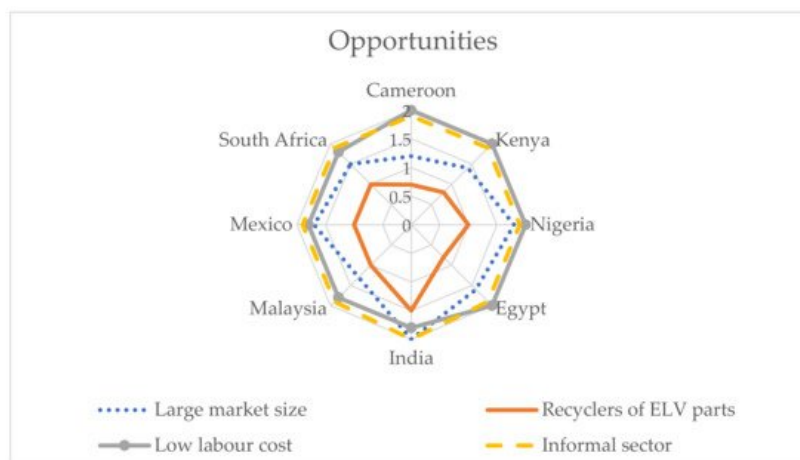 Opportunities
Cameroon
2
South Africa
Kenya
1.5
1
0.5
Mexico
0
Nigeria
Malaysia
Egypt
India
Large market size
Recyclers of ELV parts
Low labour cost
Informal sector